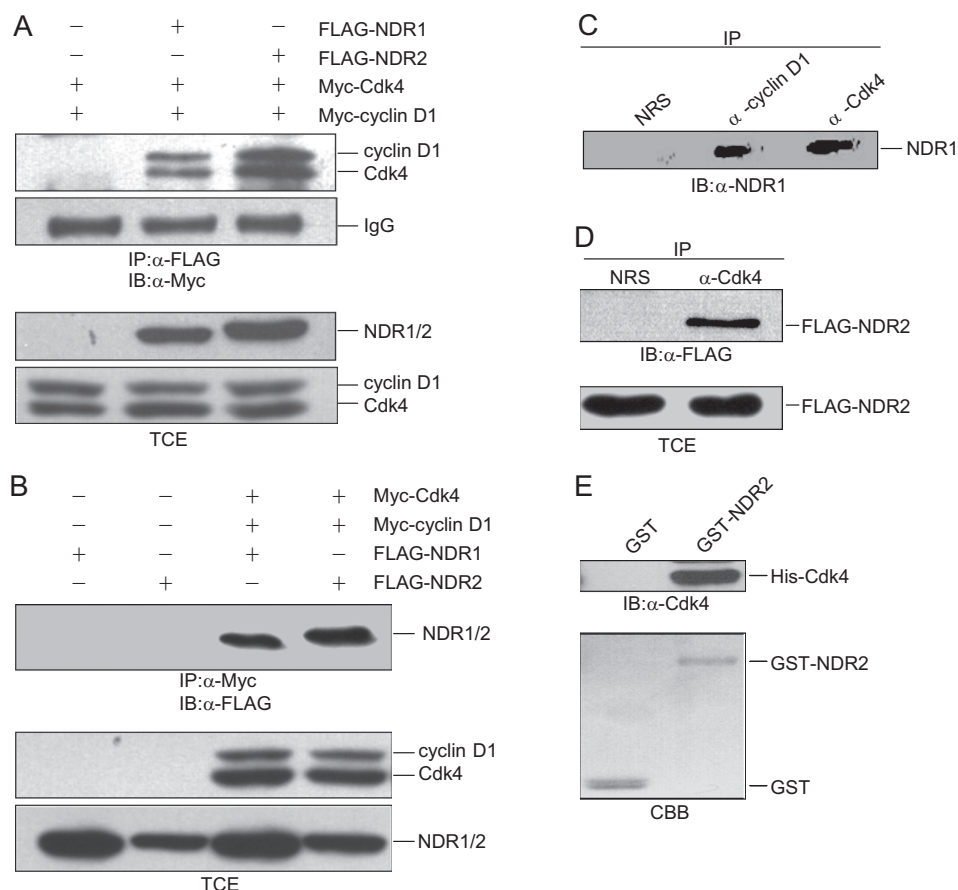 A
− + − FLAG-NDR1
− − + FLAG-NDR2
+ + + Myc-Cdk4
+ + + Myc-cyclin D1
cyclin D1
Cdk4
IgG
IP:α-FLAG
IB:α-Myc
NDR1/2
cyclin D1
Cdk4
TCE
B
− − + + Myc-Cdk4
− − + + Myc-cyclin D1
+ − + − FLAG-NDR1
− + − + FLAG-NDR2
NDR1/2
IP:α-Myc
IB:α-FLAG
cyclin D1
Cdk4
NDR1/2
TCE
C
IP
NRS α-cyclin D1 α-Cdk4
NDR1
IB:α-NDR1
D
IP
NRS α-Cdk4
FLAG-NDR2
IB:α-FLAG
FLAG-NDR2
TCE
E
GST GST-NDR2
His-Cdk4
IB:α-Cdk4
GST-NDR2
GST
CBB